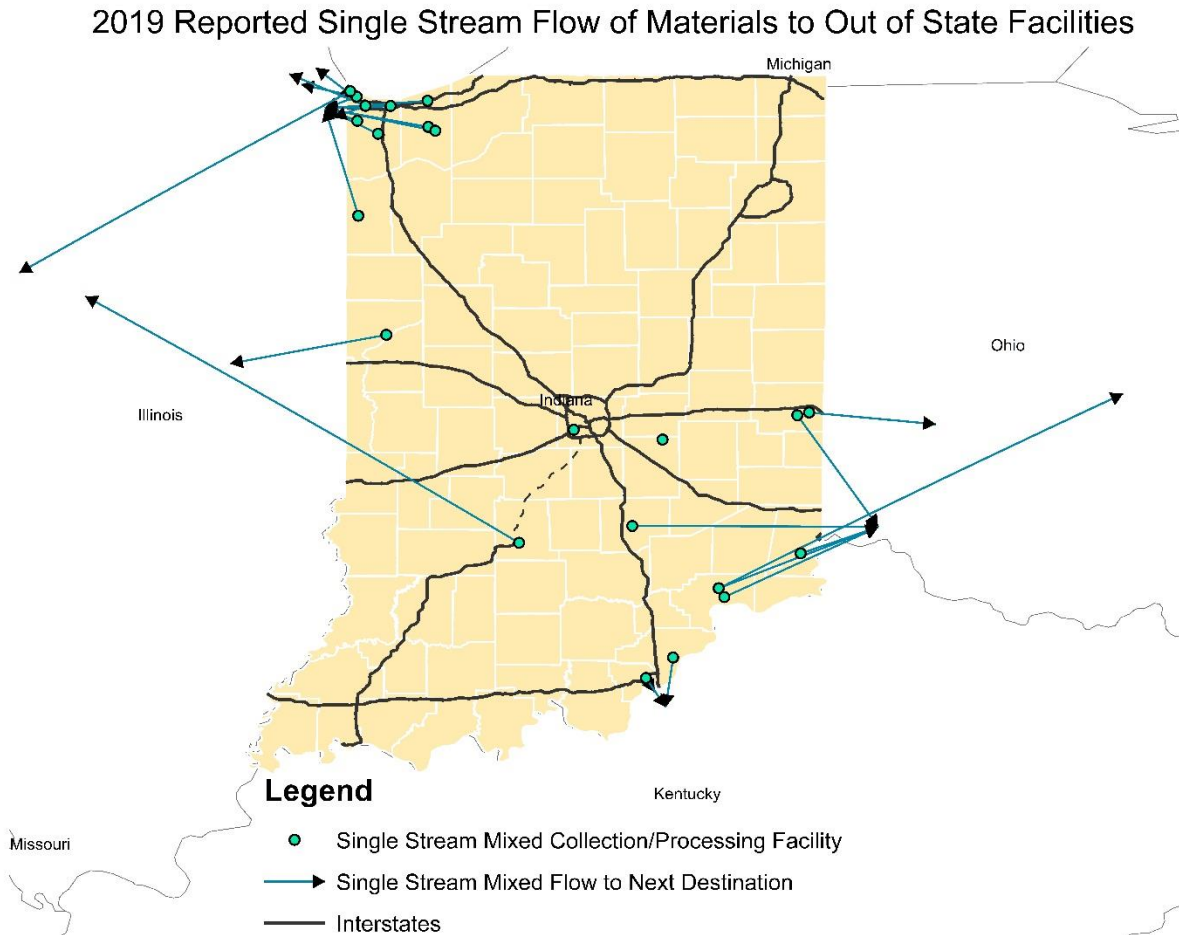 2019 Reported Single Stream Flow of Materials to Out of State Facilities
Michigan
Ohio
Indiana
Illinois
Kentucky
Missouri
Legend
Single Stream Mixed Collection/Processing Facility
Single Stream Mixed Flow to Next Destination
Interstates